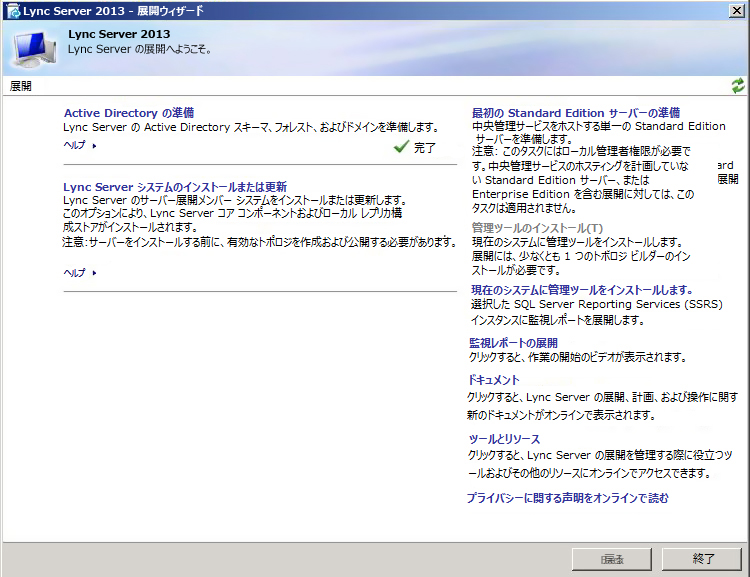 Lync Server 2013 - 展開ウィザード
Lync Server 2013
Lync Server の展開へようこそ。
展開
Active Directory の準備
Lync Server の Active Directory スキーマ、フォレスト、およびドメインを準備します。
ヘルプ
完了
Lync Server システムのインストールまたは更新
Lync Server のサーバー展開メンバー システムをインストールまたは更新します。
このオプションにより、Lync Server コア コンポーネントおよびローカル レプリカ構
成ストアがインストールされます。
注意:サーバーをインストールする前に、有効なトポロジを作成および公開する必要があります。
ヘルプ
最初の Standard Edition サーバーの準備
中央管理サービスをホストする単一の Standard Edition
サーバーを準備します。
注意: このタスクにはローカル管理者権限が必要で
す。中央管理サービスのホスティングを計画していな
い Standard Edition サーバー、または
Enterprise Edition を含む展開に対しては、この
タスクは適用されません。
ard
展開
管理ツールのインストール(T)
現在のシステムに管理ツールをインストールします。
展開には、少なくとも 1 つのトポロジ ビルダーのイン
ストールが必要です。
現在のシステムに管理ツールをインストールします。
選択した SQL Server Reporting Services (SSRS)
インスタンスに監視レポートを展開します。
監視レポートの展開
クリックすると、作業の開始のビデオが表示されます。
ドキュメント
クリックすると、Lync Server の展開、計画、および操作に関す
新のドキュメントがオンラインで表示されます。
ツールとリソース
クリックすると、Lync Server の展開を管理する際に役立つツ
ールおよびその他のリソースにオンラインでアクセスできます。
プライバシーに関する声明をオンラインで読む
終了